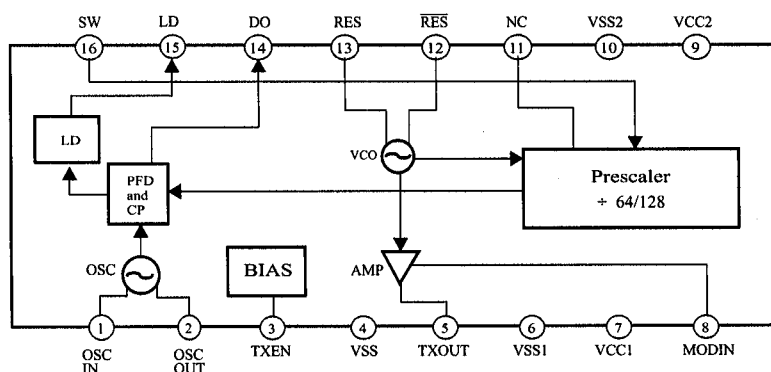 SW LD DO RES RES NC VSS2 VCC2
16 15 14 13 12 11 10 9
LD
VCO
Prescaler
÷ 64/128
PFD
and
CP
OSC
BIAS
AMP
1 2 3 4 5 6 7 8
OSC
IN
OSC
OUT
TXEN VSS TXOUT VSS1 VCC1 MODIN